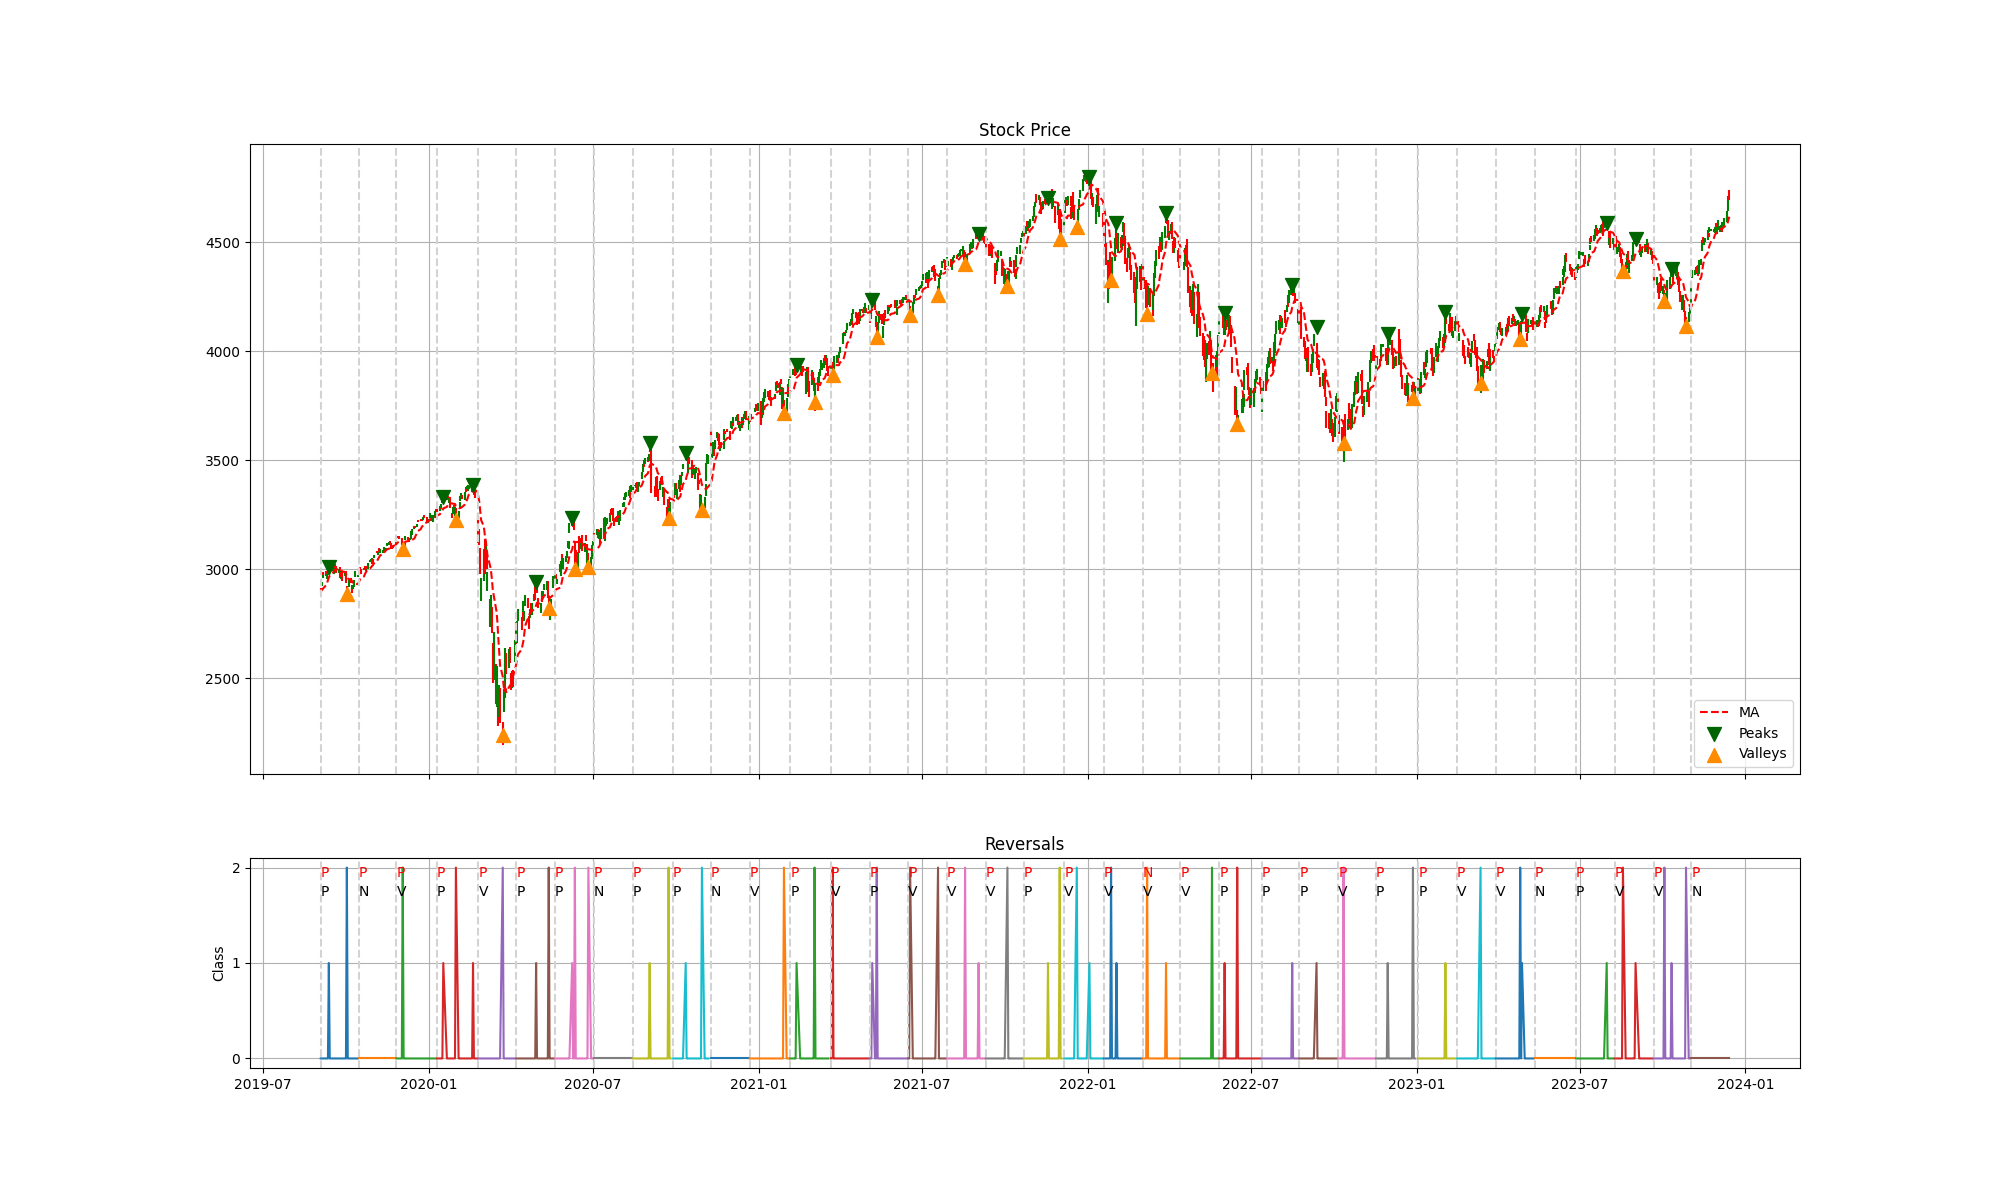 Stock Price
4500
4000
3500
3000
2500
MA
Peaks
Valleys
Reversals
2
P P P P P P P P P P P P P P P P P P P P P N P P P P P P P P P P P P P P
P N V P V P P N P P N V P V P V V V P V V V V P P P V P P V V N P V V N
Class
1
0
2019-07 2020-01 2020-07 2021-01 2021-07 2022-01 2022-07 2023-01 2023-07 2024-01